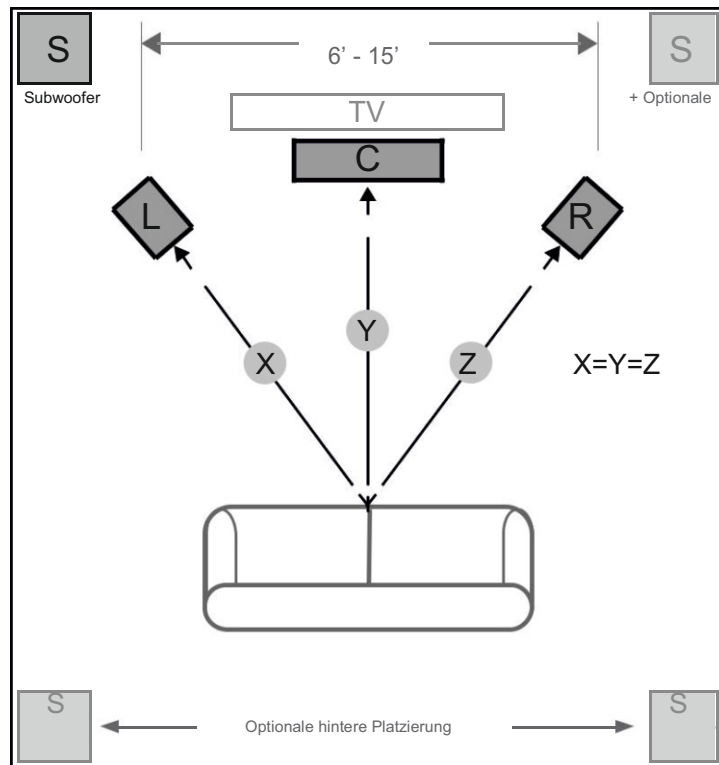 S
6’ - 15’
S
Subwoofer
+ Optionale
TV
C
L
R
Y
X
Z
X=Y=Z
S
S
Optionale hintere Platzierung